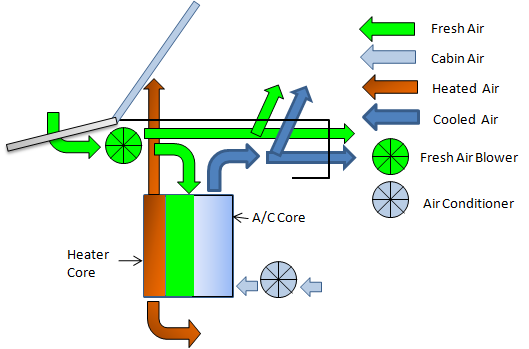 Fresh Air
Cabin Air
Heated Air
Cooled Air
Fresh Air Blower
Air Conditioner
A/C Core
Heater
Core